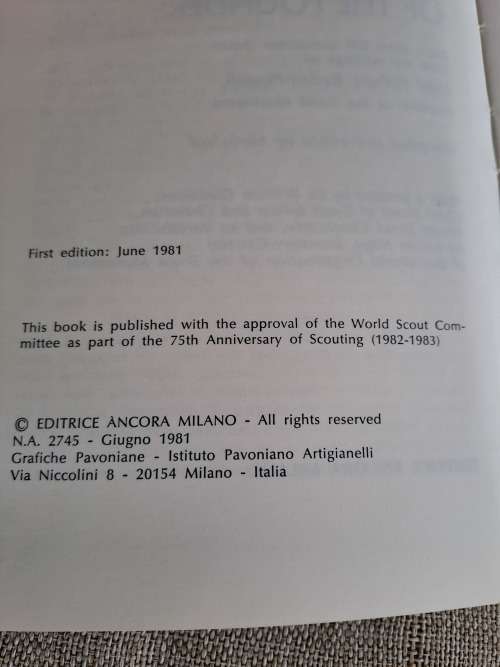 First edition: June 1981
This book is published with the approval of the World Scout Com-
mittee as part of the 75th Anniversary of Scouting (1982-1983)
© EDITRICE ÀNCORA MILANO - All rights reserved
N.A. 2745 - Giugno 1981
Grafiche Pavoniane - Istituto Pavoniano Artigianelli
Via Niccolini 8 - 20154 Milano - Italia